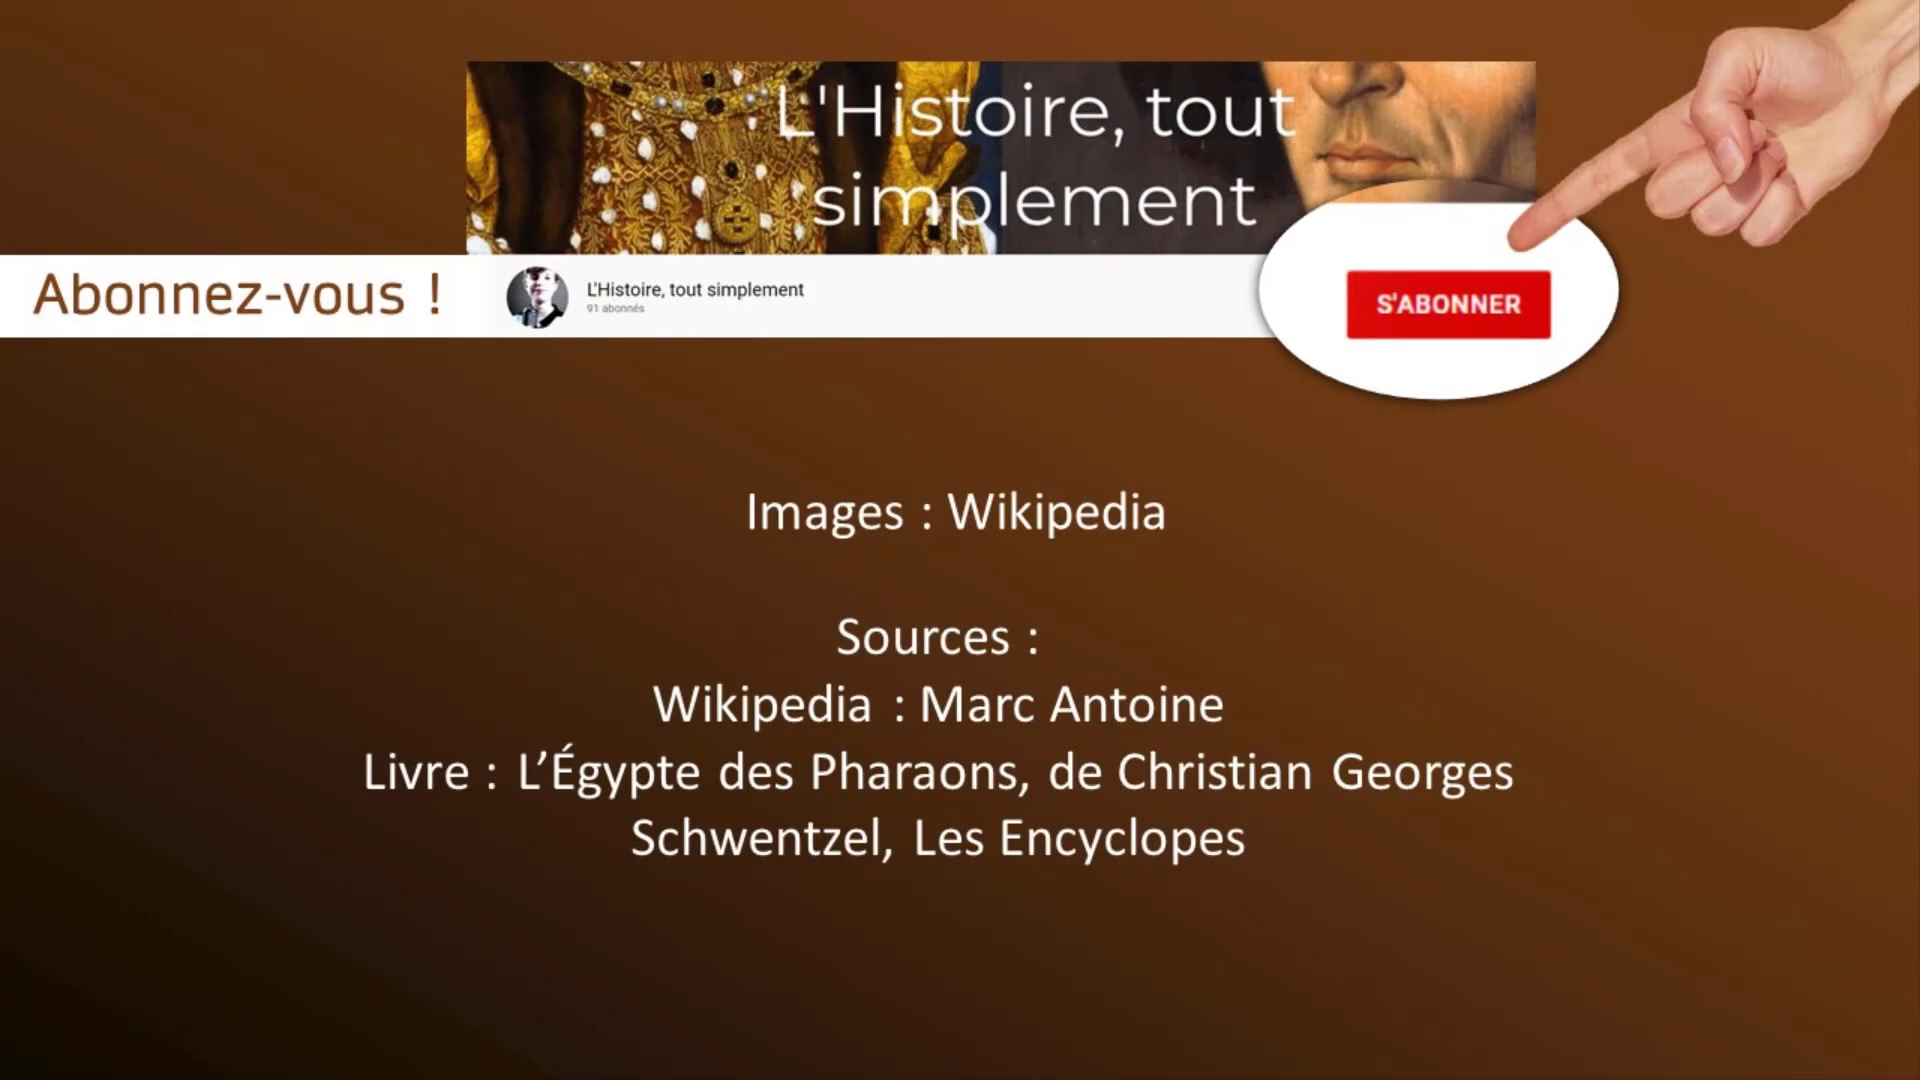 L'Histoire, tout
simplement
Abonnez-vous !
L'Histoire, tout simplement
91 abonnés
S'ABONNER
Images : Wikipedia
Sources :
Wikipedia : Marc Antoine
Livre : L’Égypte des Pharaons, de Christian Georges
Schwentzel, Les Encyclopes